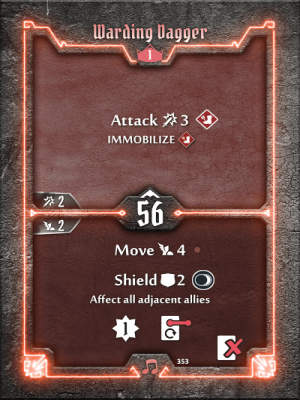 Warding Dagger
1
Attack 3
IMMOBILIZE
2
56
2
Move 4
Shield 2
Affect all adjacent allies
1
353